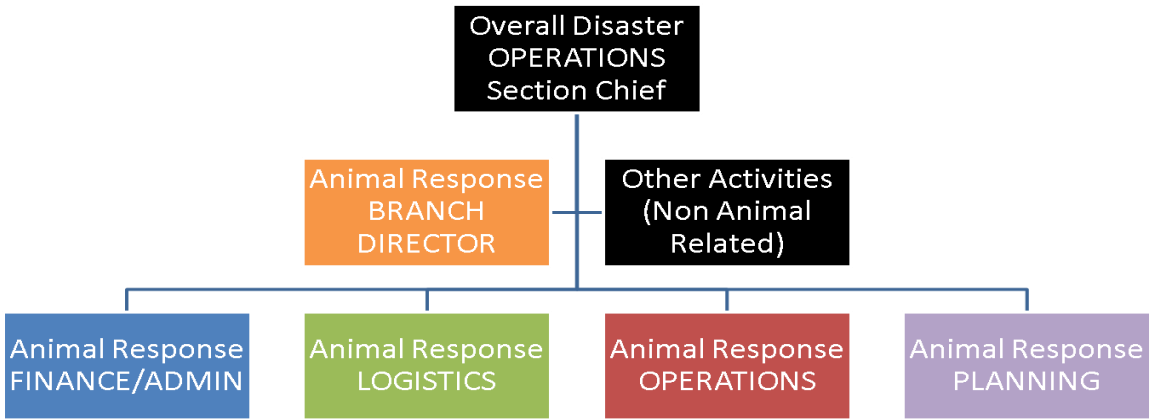 Overall Disaster
OPERATIONS
Section Chief
Animal Response
BRANCH
DIRECTOR
Other Activities
(Non Animal
Related)
Animal Response
FINANCE/ADMIN
Animal Response
LOGISTICS
Animal Response
OPERATIONS
Animal Response
PLANNING